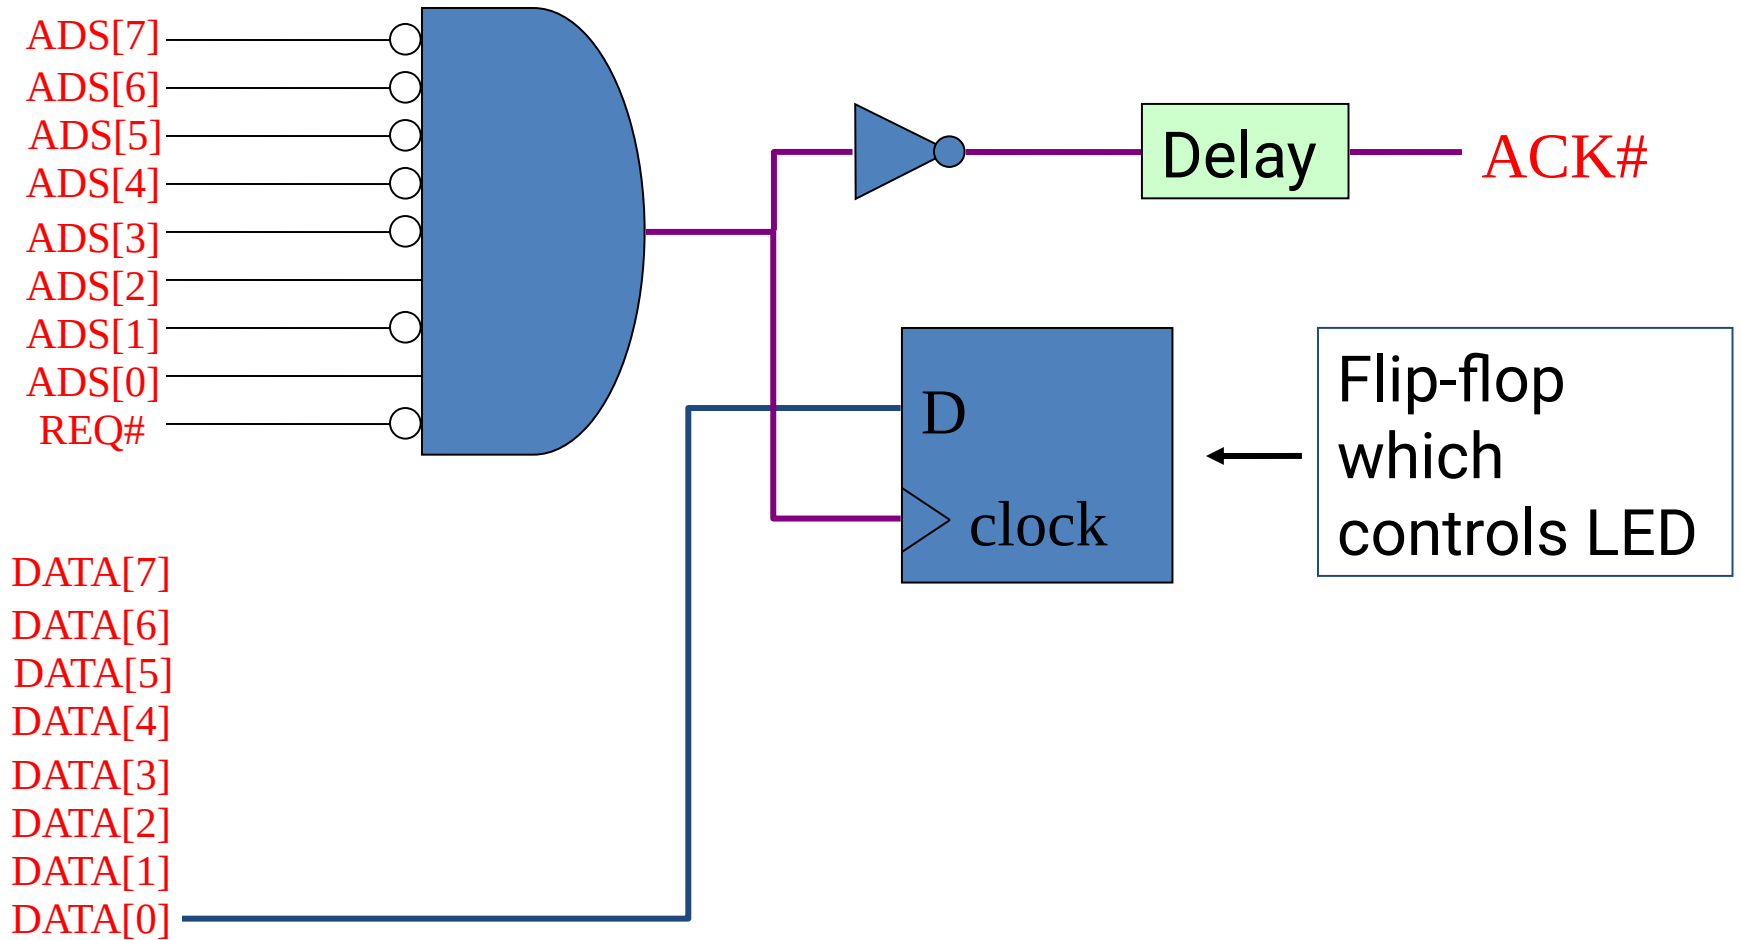 ADS[7]
ADS[6]
ADS[5]
ADS[4]
ADS[3]
ADS[2]
ADS[1]
ADS[0]
REQ#
Delay
ACK#
D
clock
Flip-flop
which
controls LED
DATA[7]
DATA[6]
DATA[5]
DATA[4]
DATA[3]
DATA[2]
DATA[1]
DATA[0]